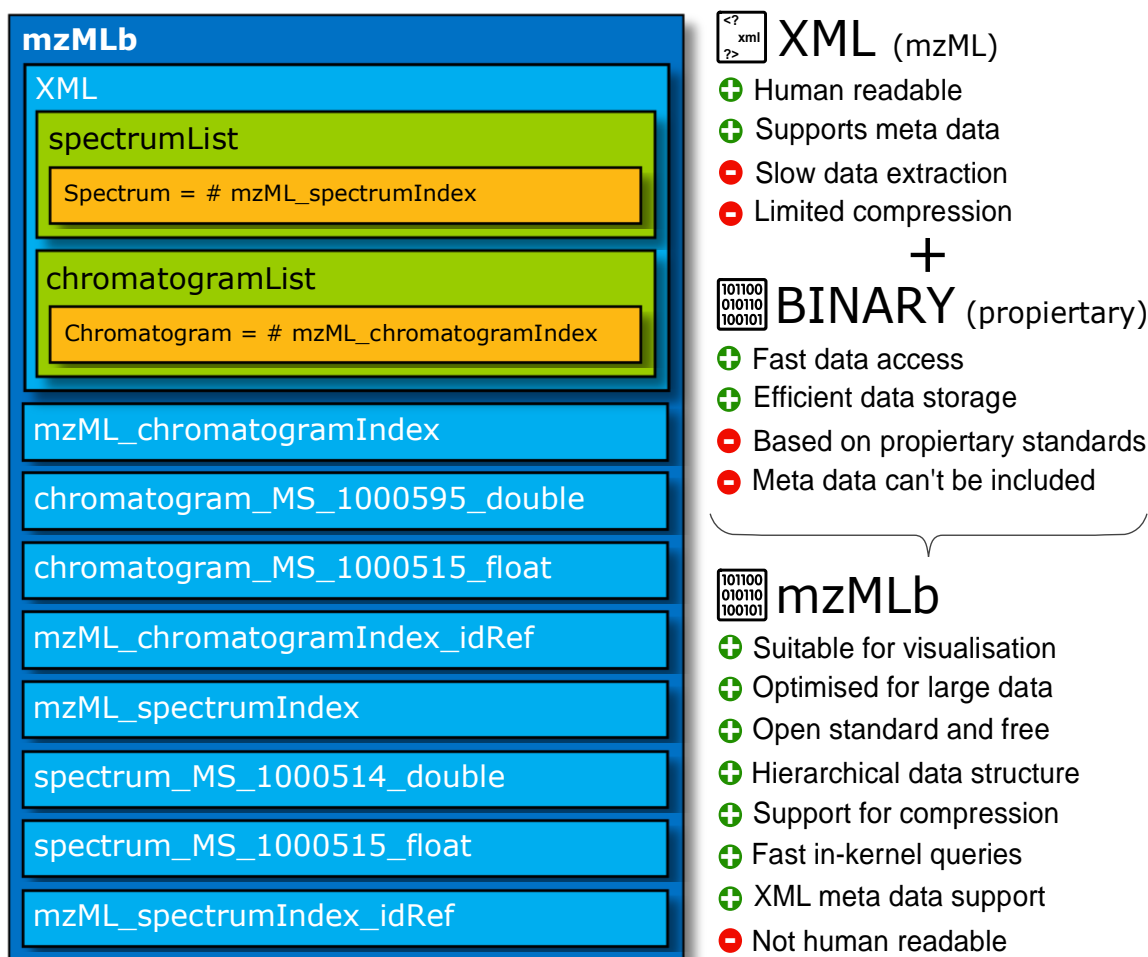 mzMLb
XML
spectrumList
Spectrum = # mzML_spectrumIndex
chromatogramList
Chromatogram = # mzML_chromatogramIndex
mzML_chromatogramIndex
chromatogram_MS_1000595_double
chromatogram_MS_1000515_float
mzML_chromatogramIndex_idRef
mzML_spectrumIndex
spectrum_MS_1000514_double
spectrum_MS_1000515_float
mzML_spectrumIndex_idRef
<?
xml
?>
XML (mzML)
Human readable
Supports meta data
Slow data extraction
Limited compression
+
101100
010110
100101
BINARY (propiertary)
Fast data access
Efficient data storage
Based on propiertary standards
Meta data can't be included
101100
010110
100101
mzMLb
Suitable for visualisation
Optimised for large data
Open standard and free
Hierarchical data structure
Support for compression
Fast in-kernel queries
XML meta data support
Not human readable